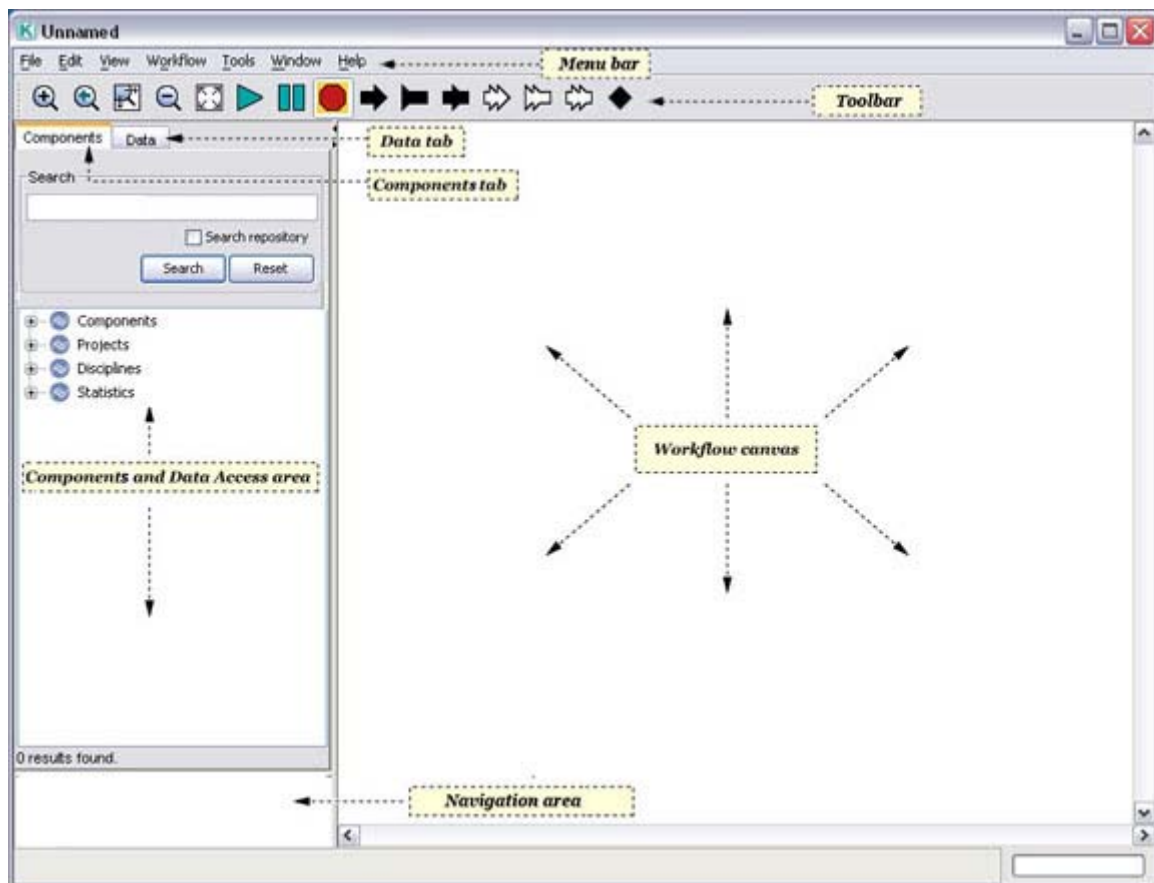 Unnamed
File Edit View Workflow Tools Window Help
Menu bar
Toolbar
Components Data
Data tab
Components tab
Search
Search repository
Search Reset
Components
Projects
Disciplines
Statistics
Workflow canvas
Components and Data Access area
0 results found.
Navigation area